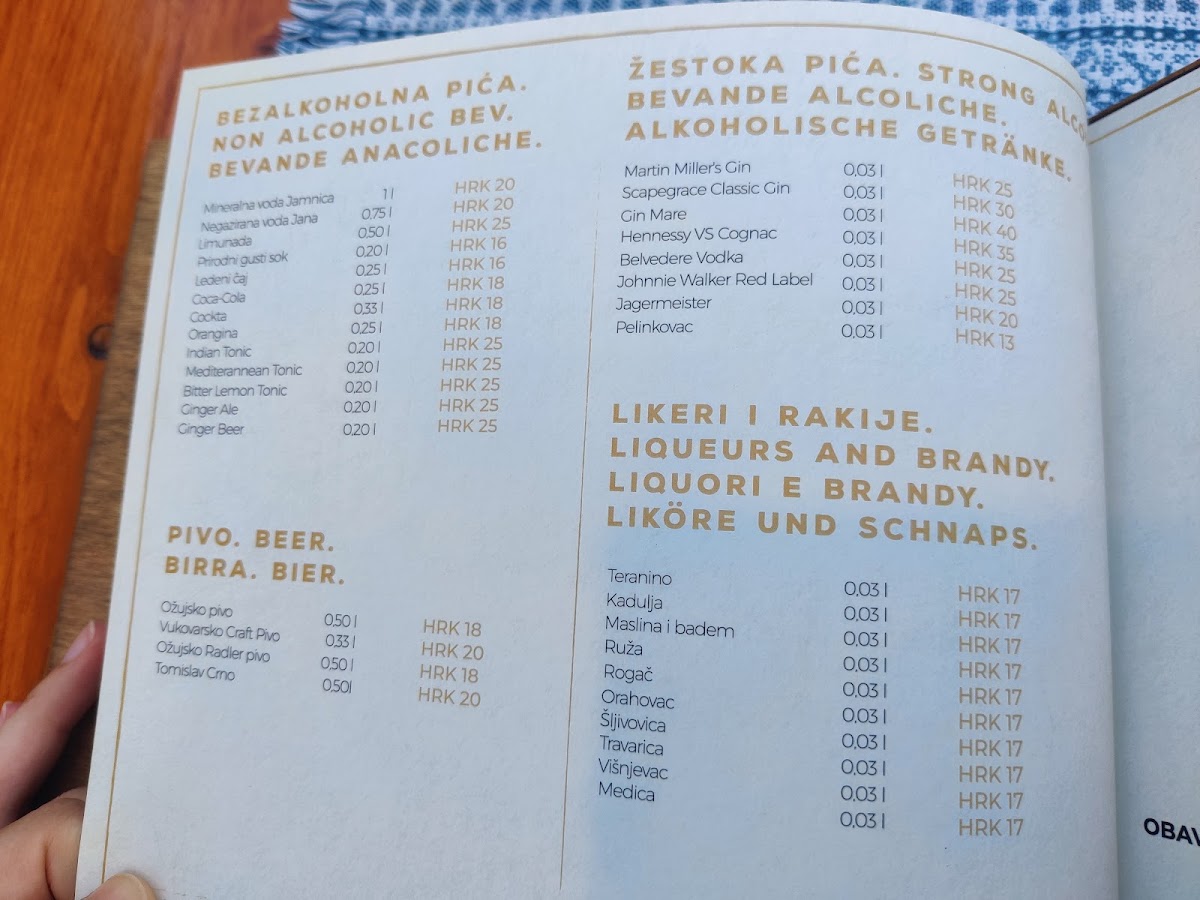 BEZALKOHOLNA PIĆA.
NON ALCOHOLIC BEV.
BEVANDE ANACOLICHE.
Mineralna voda Jamnica 1 l HRK 20
Negazirana voda Jana 0,75 l HRK 20
Limunada 0,50 l HRK 25
Prirodni gusti sok 0,20 l HRK 16
Ledeni čaj 0,25 l HRK 16
Coca-Cola 0,25 l HRK 18
Cockta 0,33 l HRK 18
Orangina 0,25 l HRK 18
Indian Tonic 0,20 l HRK 25
Mediterannean Tonic 0,20 l HRK 25
Bitter Lemon Tonic 0,20 l HRK 25
Ginger Ale 0,20 l HRK 25
Ginger Beer 0,20 l HRK 25
PIVO. BEER.
BIRRA. BIER.
Ožujsko pivo 0,50 l HRK 18
Vukovarsko Craft Pivo 0,33 l HRK 20
Ožujsko Radler pivo 0,50 l HRK 18
Tomislav Crno 0,50l HRK 20
ŽESTOKA PIĆA. STRONG ALCO
BEVANDE ALCOLICHE.
ALKOHOLISCHE GETRÄNKE.
Martin Miller's Gin 0,03 l HRK 25
Scapegrace Classic Gin 0,03 l HRK 30
Gin Mare 0,03 l HRK 40
Hennessy VS Cognac 0,03 l HRK 35
Belvedere Vodka 0,03 l HRK 25
Johnnie Walker Red Label 0,03 l HRK 25
Jagermeister 0,03 l HRK 20
Pelinkovac 0,03 l HRK 13
LIKERI I RAKIJE.
LIQUEURS AND BRANDY.
LIQUORI E BRANDY.
LIKÖRE UND SCHNAPS.
Teranino 0,03 l HRK 17
Kadulja 0,03 l HRK 17
Maslina i badem 0,03 l HRK 17
Ruža 0,03 l HRK 17
Rogač 0,03 l HRK 17
Orahovac 0,03 l HRK 17
Šljivovica 0,03 l HRK 17
Travarica 0,03 l HRK 17
Višnjevac 0,03 l HRK 17
Medica 0,03 l HRK 17
OBAV